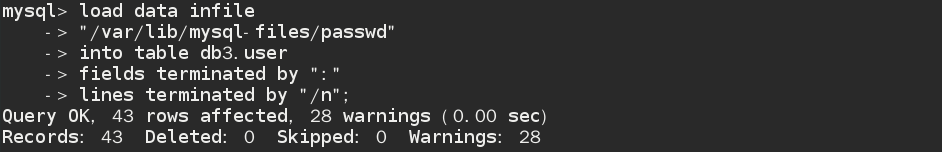 mysql> load data infile
    -> "/var/lib/mysql-files/passwd"
    -> into table db3.user
    -> fields terminated by ":"
    -> lines terminated by "/n";
Query OK, 43 rows affected, 28 warnings (0.00 sec)
Records: 43  Deleted: 0  Skipped: 0  Warnings: 28